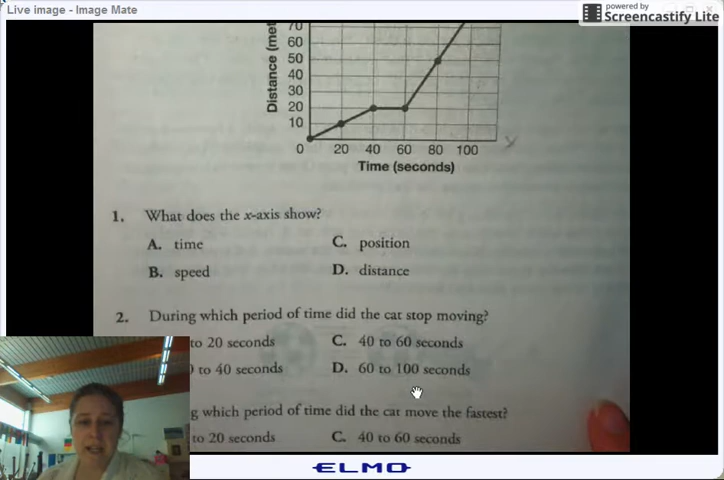 Live image - Image Mate
powered by
Screencastify Lite
Distance (met
70
60
50
40
30
20
10
0 20 40 60 80 100
Time (seconds)
1. What does the x-axis show?
A. time C. position
B. speed D. distance
2. During which period of time did the cat stop moving?
to 20 seconds C. 40 to 60 seconds
to 40 seconds D. 60 to 100 seconds
g which period of time did the cat move the fastest?
to 20 seconds C. 40 to 60 seconds
ELMO